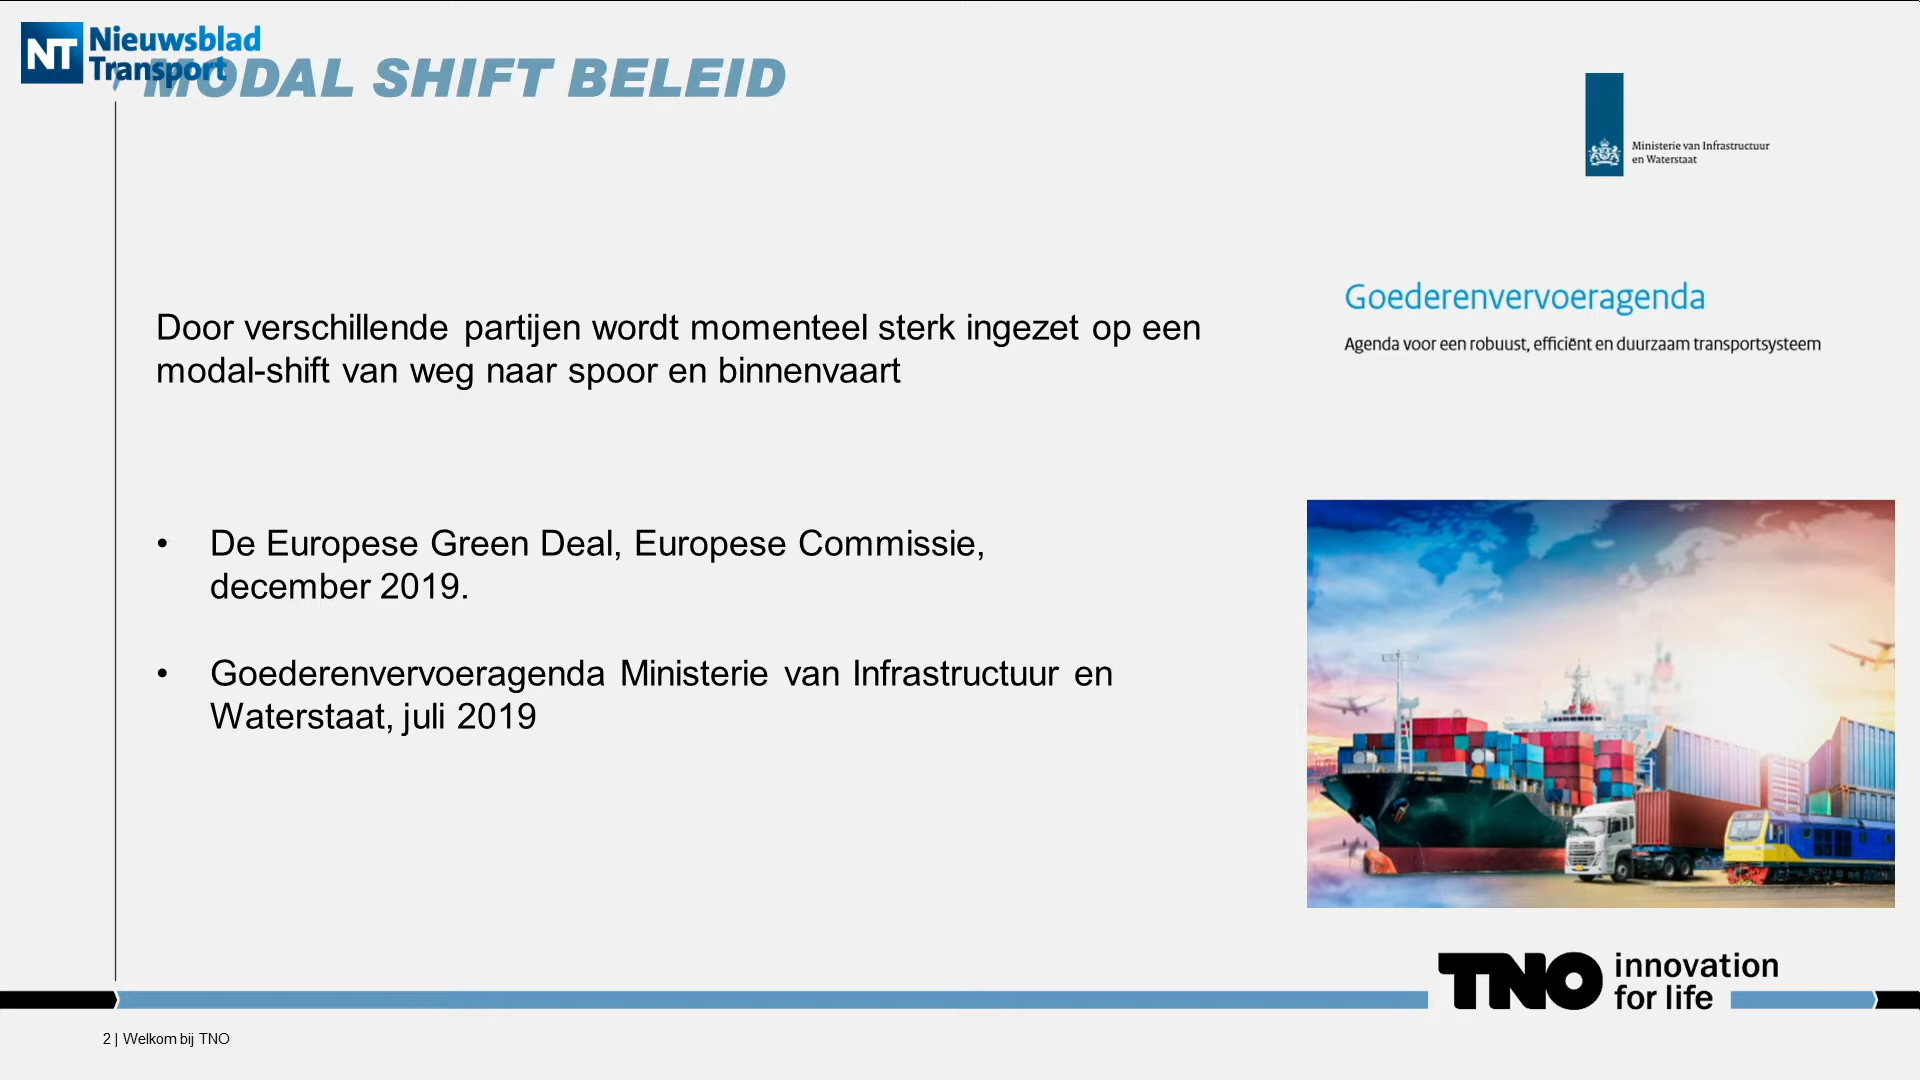 NT Nieuwsblad
Transport
MODAL SHIFT BELEID
Ministerie van Infrastructuur
en Waterstaat
Goederenvervoeragenda
Agenda voor een robuust, efficiënt en duurzaam transportsysteem
Door verschillende partijen wordt momenteel sterk ingezet op een
modal-shift van weg naar spoor en binnenvaart
• De Europese Green Deal, Europese Commissie,
december 2019.
• Goederenvervoeragenda Ministerie van Infrastructuur en
Waterstaat, juli 2019
TNO innovation
for life
2 | Welkom bij TNO